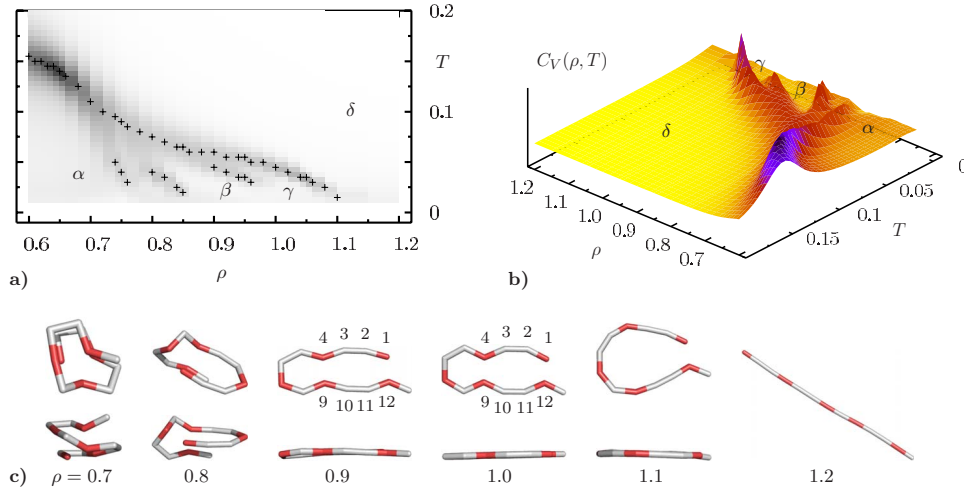 0.2
T
0.1
0
α
β
γ
δ
0.6 0.7 0.8 0.9 1.0 1.1 1.2
ρ
a)
C_V(ρ, T)
γ
β
α
δ
1.2 1.1 1.0 0.9 0.8 0.7
ρ
0.15 0.1 0.05 0
T
b)
4 3 2 1
9 10 11 12
4 3 2 1
9 10 11 12
c) ρ = 0.7 0.8 0.9 1.0 1.1 1.2